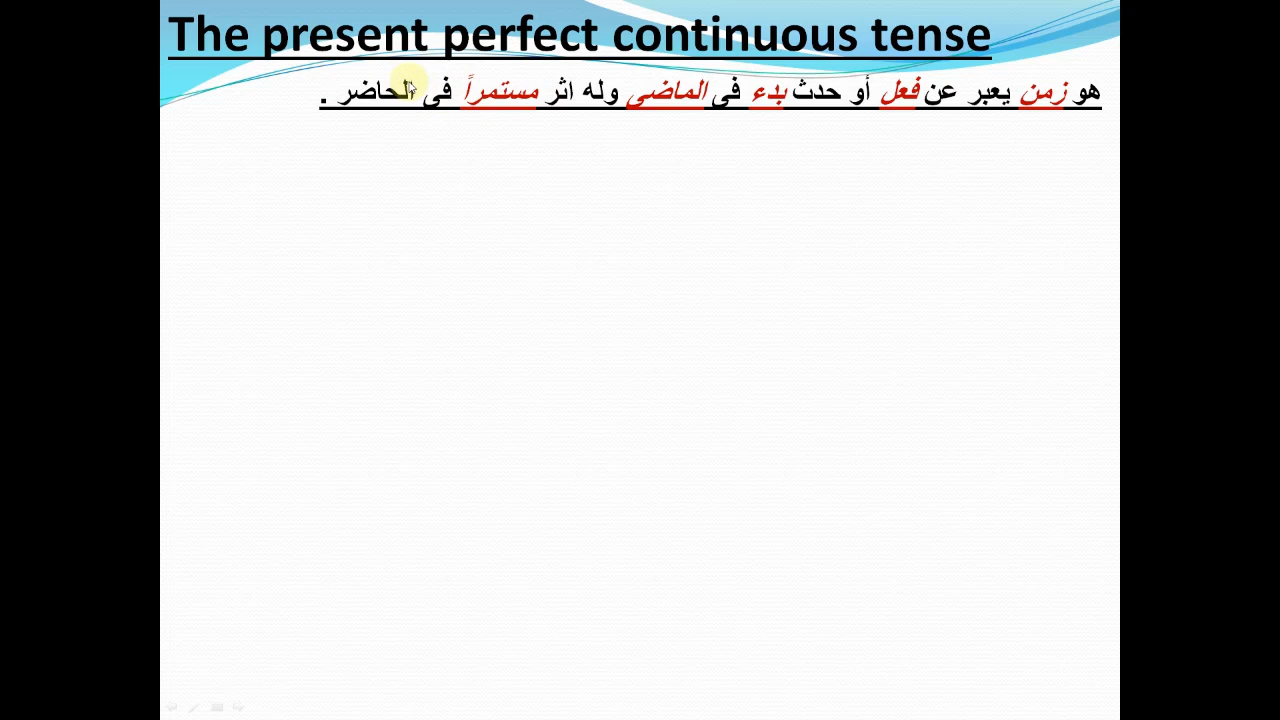 The present perfect continuous tense
هو زمن يعبر عن فعل أو حدث بدء فى الماضى وله اثر مستمراً فى الحاضر .